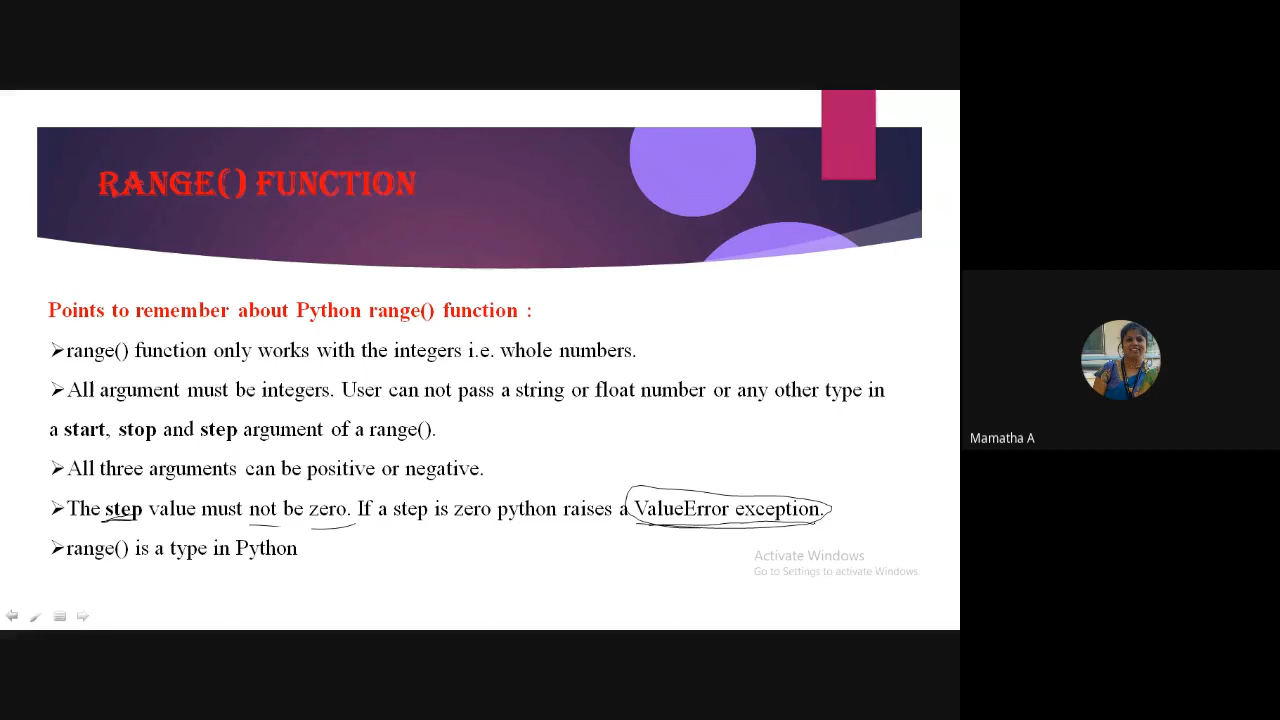 RANGE() FUNCTION
Points to remember about Python range() function :
➢range() function only works with the integers i.e. whole numbers.
➢All argument must be integers. User can not pass a string or float number or any other type in
a start, stop and step argument of a range().
➢All three arguments can be positive or negative.
➢The step value must not be zero. If a step is zero python raises a ValueError exception.
➢range() is a type in Python
Activate Windows
Go to Settings to activate Windows.
Mamatha A